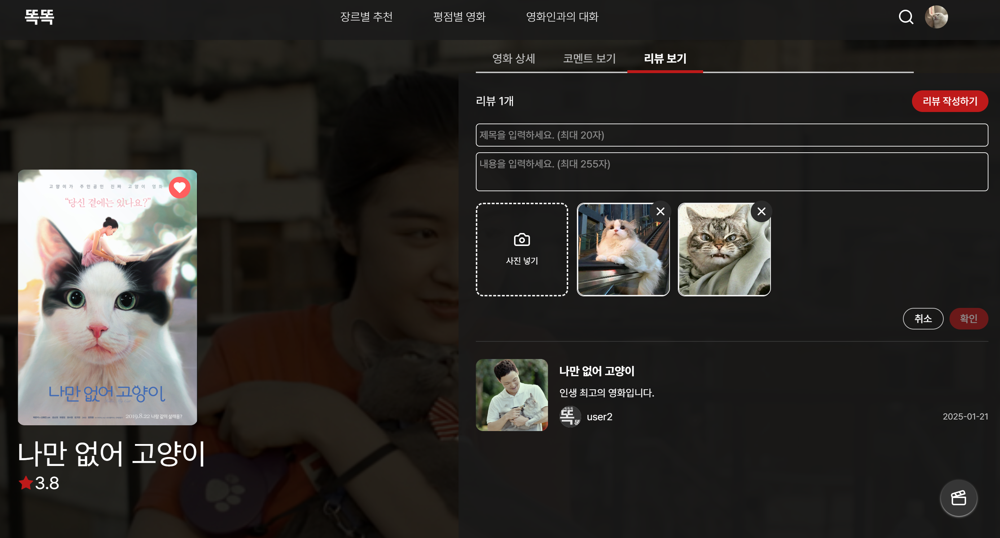 똑똑
장르별 추천
평점별 영화
영화인과의 대화
영화 상세
코멘트 보기
리뷰 보기
리뷰 1개
리뷰 작성하기
제목을 입력하세요. (최대 20자)
내용을 입력하세요. (최대 255자)
사진 넣기
취소
확인
고양이가 주인공인 진짜 고양이 영화
“당신 곁에는 있나요?”
나만 없어 고양이
2019.8.22 나랑 같이 살래옹?
나만 없어 고양이
3.8
나만 없어 고양이
인생 최고의 영화입니다.
똑
user2
2025-01-21